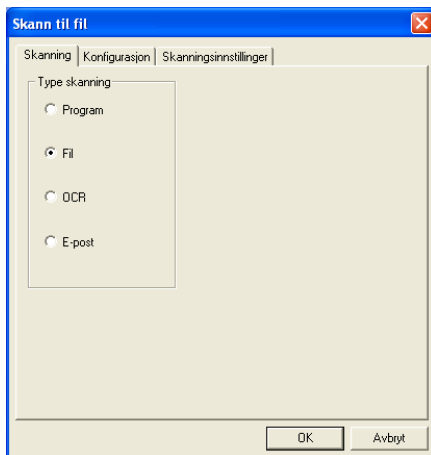 Skann til fil
Skanning Konfigurasjon Skanningsinnstillinger
Type skanning
Program
Fil
OCR
E-post
OK Avbryt